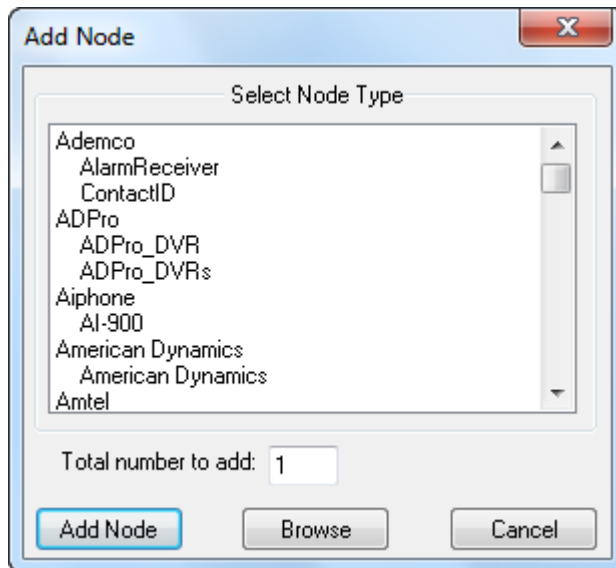 Add Node
Select Node Type
Ademco
AlarmReceiver
ContactID
ADPro
ADPro_DVR
ADPro_DVRs
Aiphone
AI-900
American Dynamics
American Dynamics
Amtel
Total number to add: 1
Add Node Browse Cancel